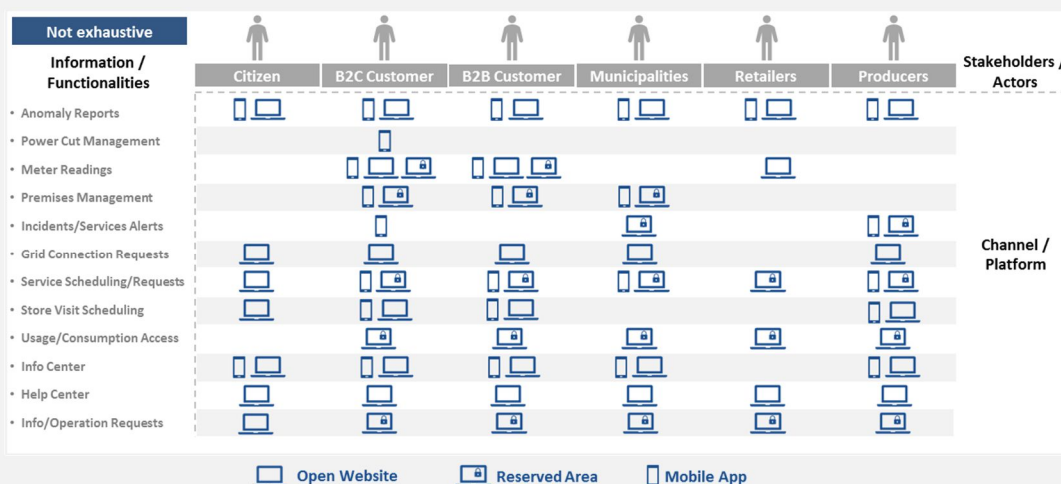 Not exhaustive
Information /
Functionalities
Citizen
B2C Customer
B2B Customer
Municipalities
Retailers
Producers
Stakeholders /
Actors
• Anomaly Reports
• Power Cut Management
• Meter Readings
• Premises Management
• Incidents/Services Alerts
• Grid Connection Requests
• Service Scheduling/Requests
• Store Visit Scheduling
• Usage/Consumption Access
• Info Center
• Help Center
• Info/Operation Requests
Channel /
Platform
Open Website
Reserved Area
Mobile App